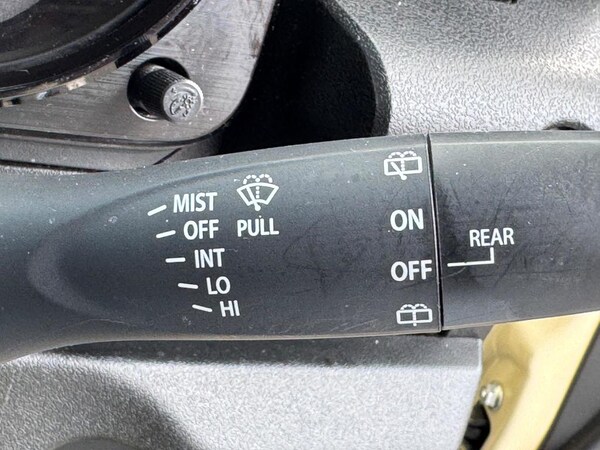 MIST
OFF PULL
INT
LO
HI
ON
OFF
REAR